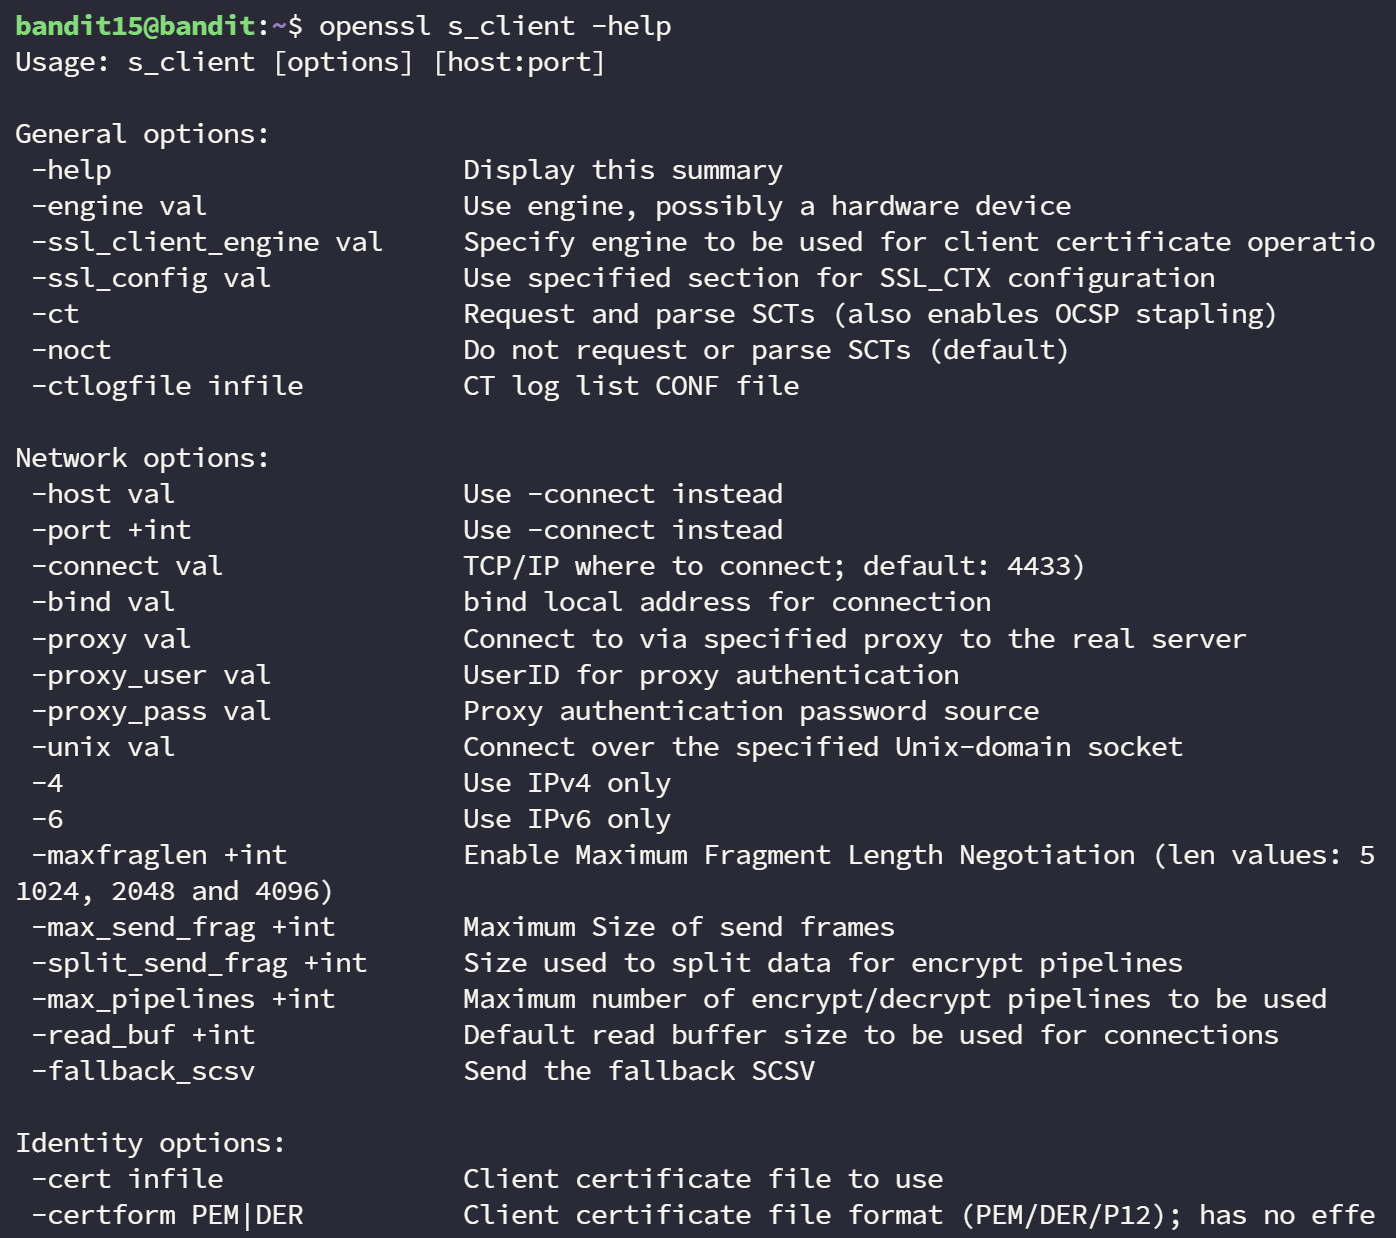 bandit15@bandit:~$ openssl s_client -help
Usage: s_client [options] [host:port]

General options:
 -help                      Display this summary
 -engine val                Use engine, possibly a hardware device
 -ssl_client_engine val     Specify engine to be used for client certificate operatio
 -ssl_config val            Use specified section for SSL_CTX configuration
 -ct                        Request and parse SCTs (also enables OCSP stapling)
 -noct                      Do not request or parse SCTs (default)
 -ctlogfile infile          CT log list CONF file

Network options:
 -host val                  Use -connect instead
 -port +int                 Use -connect instead
 -connect val               TCP/IP where to connect; default: 4433)
 -bind val                  bind local address for connection
 -proxy val                 Connect to via specified proxy to the real server
 -proxy_user val            UserID for proxy authentication
 -proxy_pass val            Proxy authentication password source
 -unix val                  Connect over the specified Unix-domain socket
 -4                         Use IPv4 only
 -6                         Use IPv6 only
 -maxfraglen +int           Enable Maximum Fragment Length Negotiation (len values: 5
1024, 2048 and 4096)
 -max_send_frag +int        Maximum Size of send frames
 -split_send_frag +int      Size used to split data for encrypt pipelines
 -max_pipelines +int        Maximum number of encrypt/decrypt pipelines to be used
 -read_buf +int             Default read buffer size to be used for connections
 -fallback_scsv             Send the fallback SCSV

Identity options:
 -cert infile               Client certificate file to use
 -certform PEM|DER          Client certificate file format (PEM/DER/P12); has no effe